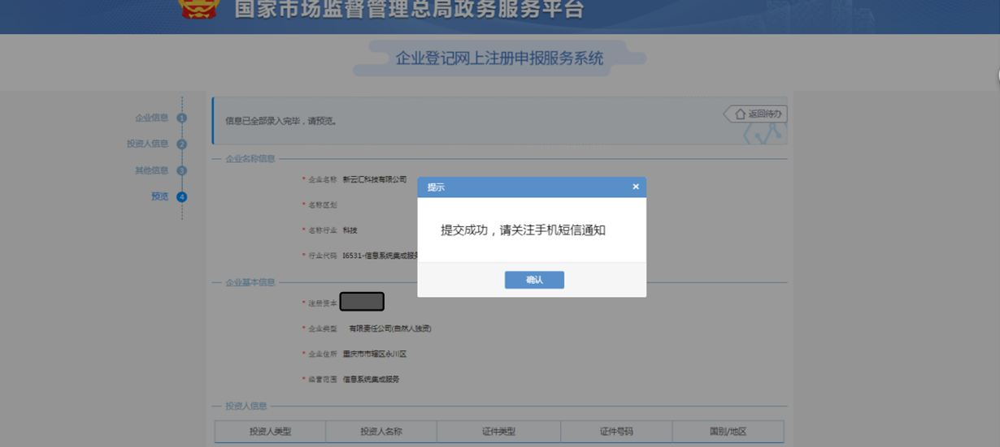 国家市场监督管理总局政务服务平台
企业登记网上注册申报服务系统
企业信息 1
投资人信息 2
其他信息 3
预览 4
信息已全部录入完毕，请预览。
返回待办
企业名称信息
* 企业名称 新云汇科技有限公司
* 名称区划
* 名称行业 科技
* 行业代码 I6531-信息系统集成服务
提示 ×
提交成功，请关注手机短信通知
确认
企业基本信息
* 注册资本
* 企业类型 有限责任公司(自然人独资)
* 企业住所 重庆市市辖区永川区
* 经营范围 信息系统集成服务
投资人信息
投资人类型 投资人名称 证件类型 证件号码 国别/地区